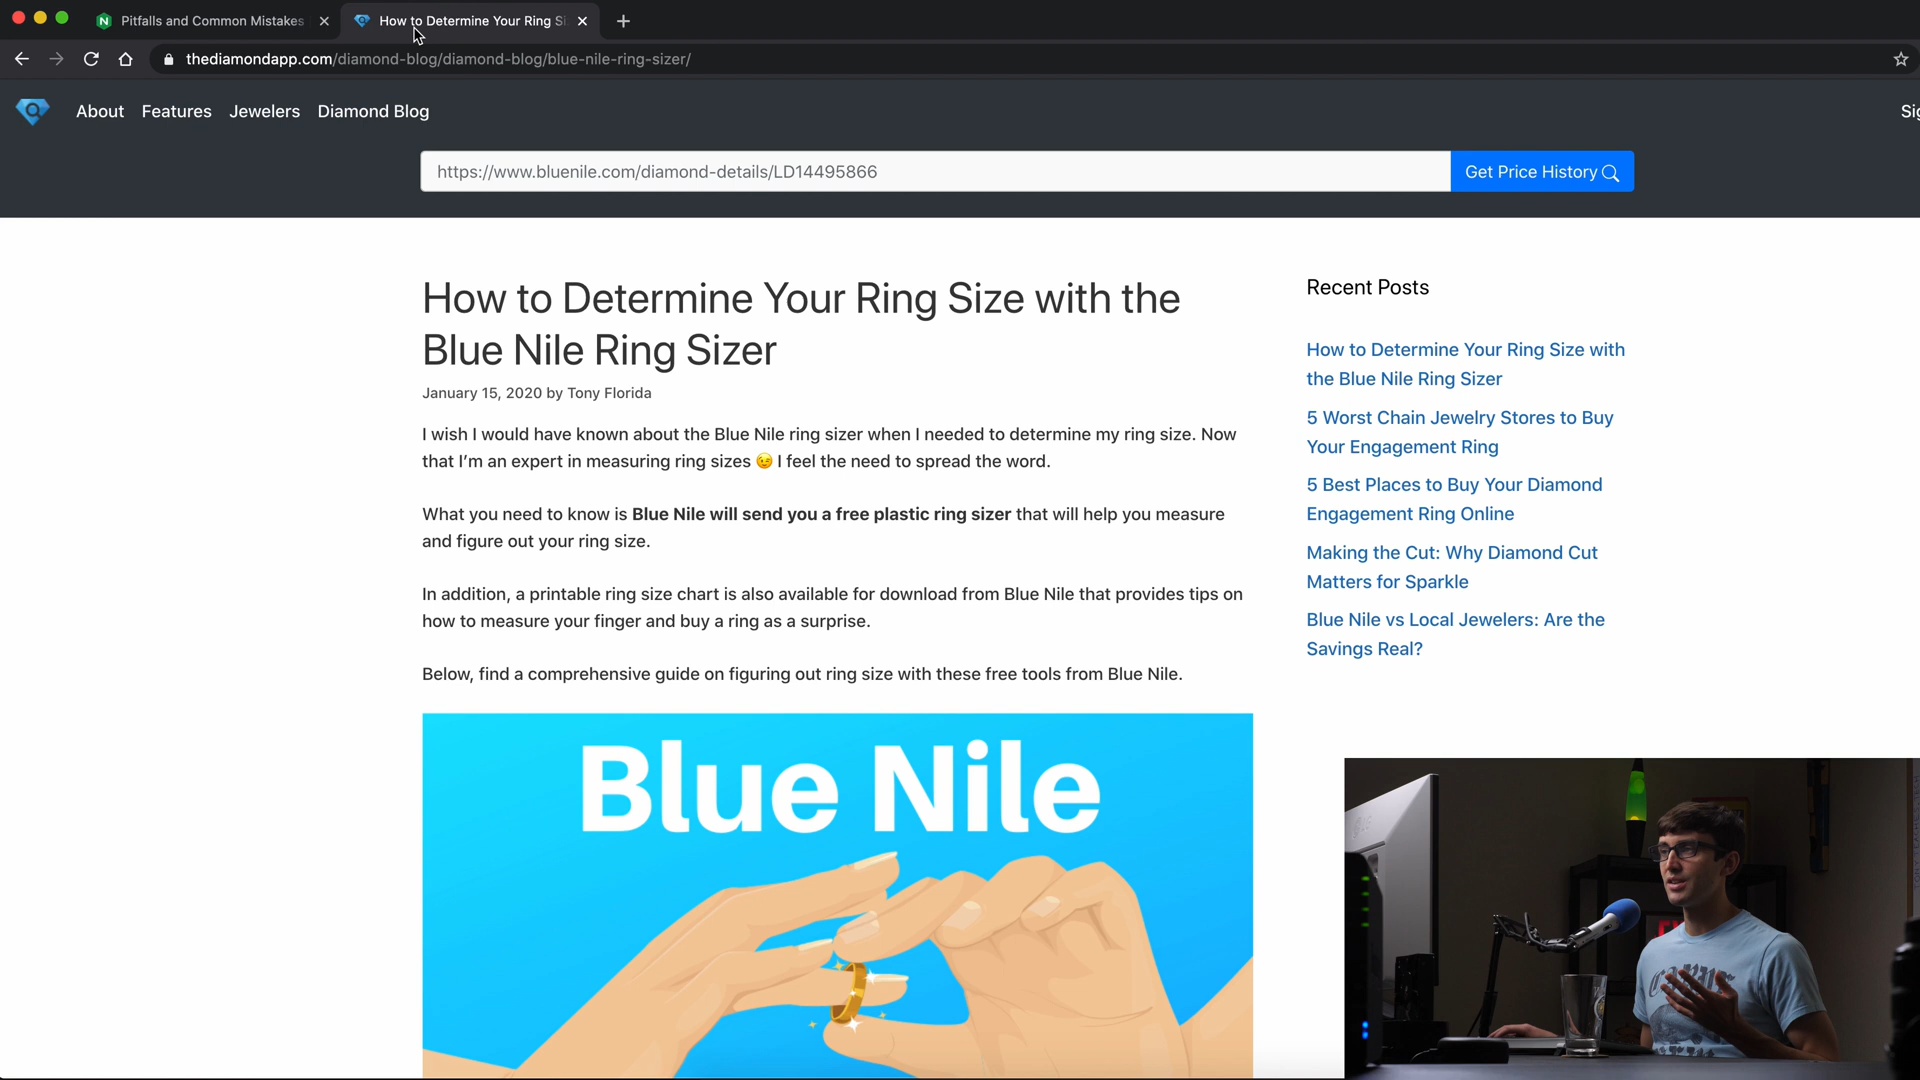 Pitfalls and Common Mistakes
How to Determine Your Ring Si
thediamondapp.com/diamond-blog/diamond-blog/blue-nile-ring-sizer/
About Features Jewelers Diamond Blog
Sig
https://www.bluenile.com/diamond-details/LD14495866
Get Price History
How to Determine Your Ring Size with the
Blue Nile Ring Sizer
January 15, 2020 by Tony Florida
I wish I would have known about the Blue Nile ring sizer when I needed to determine my ring size. Now
that I’m an expert in measuring ring sizes 😉 I feel the need to spread the word.
What you need to know is Blue Nile will send you a free plastic ring sizer that will help you measure
and figure out your ring size.
In addition, a printable ring size chart is also available for download from Blue Nile that provides tips on
how to measure your finger and buy a ring as a surprise.
Below, find a comprehensive guide on figuring out ring size with these free tools from Blue Nile.
Blue Nile
Recent Posts
How to Determine Your Ring Size with
the Blue Nile Ring Sizer
5 Worst Chain Jewelry Stores to Buy
Your Engagement Ring
5 Best Places to Buy Your Diamond
Engagement Ring Online
Making the Cut: Why Diamond Cut
Matters for Sparkle
Blue Nile vs Local Jewelers: Are the
Savings Real?